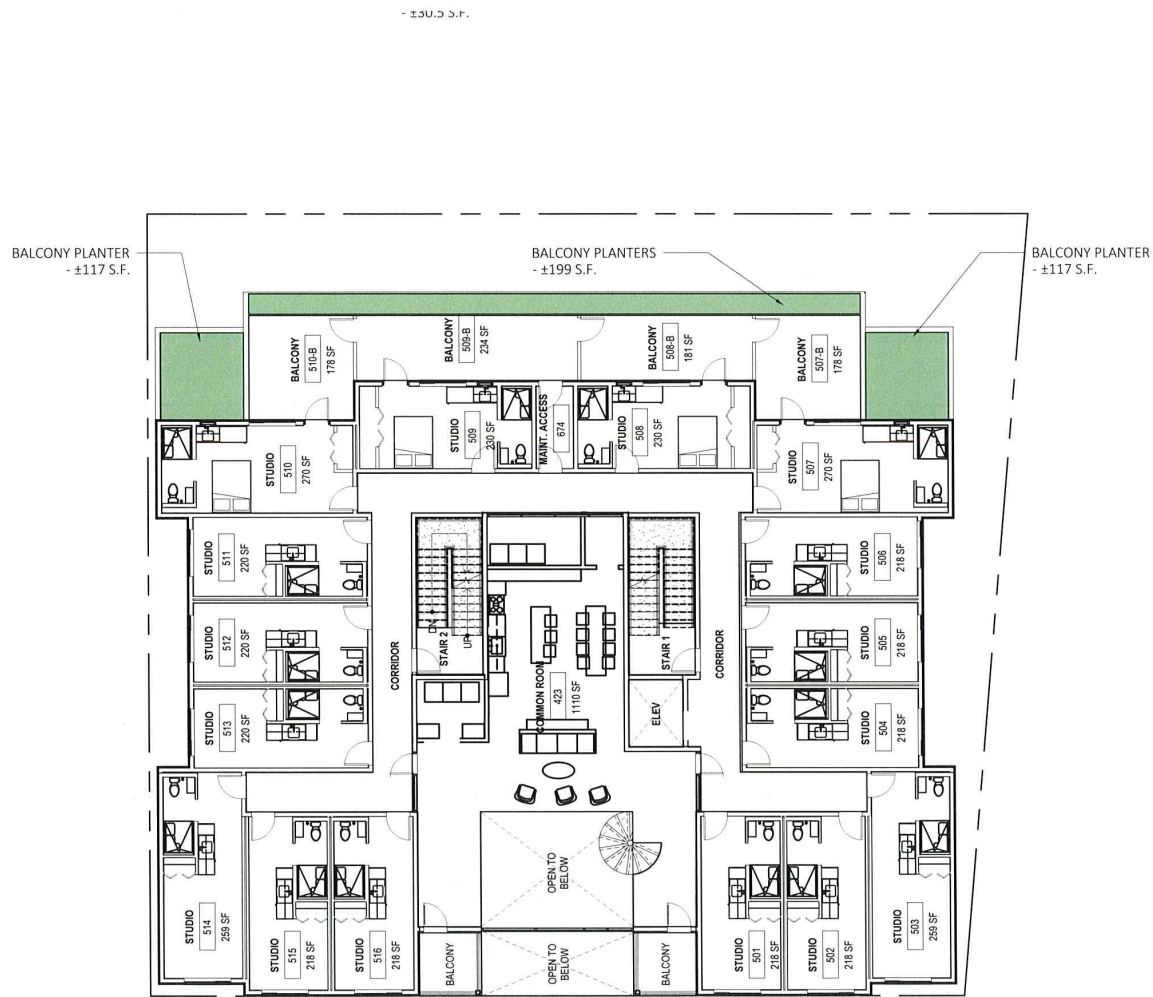 - ±30.5 S.F.
BALCONY PLANTER
- ±117 S.F.
BALCONY PLANTERS
- ±199 S.F.
BALCONY PLANTER
- ±117 S.F.
BALCONY
510-B
178 SF
BALCONY
509-B
234 SF
BALCONY
508-B
181 SF
BALCONY
507-B
178 SF
STUDIO
510
270 SF
STUDIO
509
230 SF
MAINT. ACCESS
674
STUDIO
508
230 SF
STUDIO
507
270 SF
STUDIO
511
220 SF
STUDIO
506
218 SF
STUDIO
512
220 SF
STUDIO
505
218 SF
STUDIO
513
220 SF
STUDIO
504
218 SF
CORRIDOR
STAIR 2
DN
UP
COMMON ROOM
423
1110 SF
STAIR 1
ELEV
CORRIDOR
STUDIO
514
259 SF
STUDIO
515
218 SF
STUDIO
516
218 SF
OPEN TO
BELOW
STUDIO
501
218 SF
STUDIO
502
218 SF
STUDIO
503
259 SF
BALCONY
OPEN TO
BELOW
BALCONY